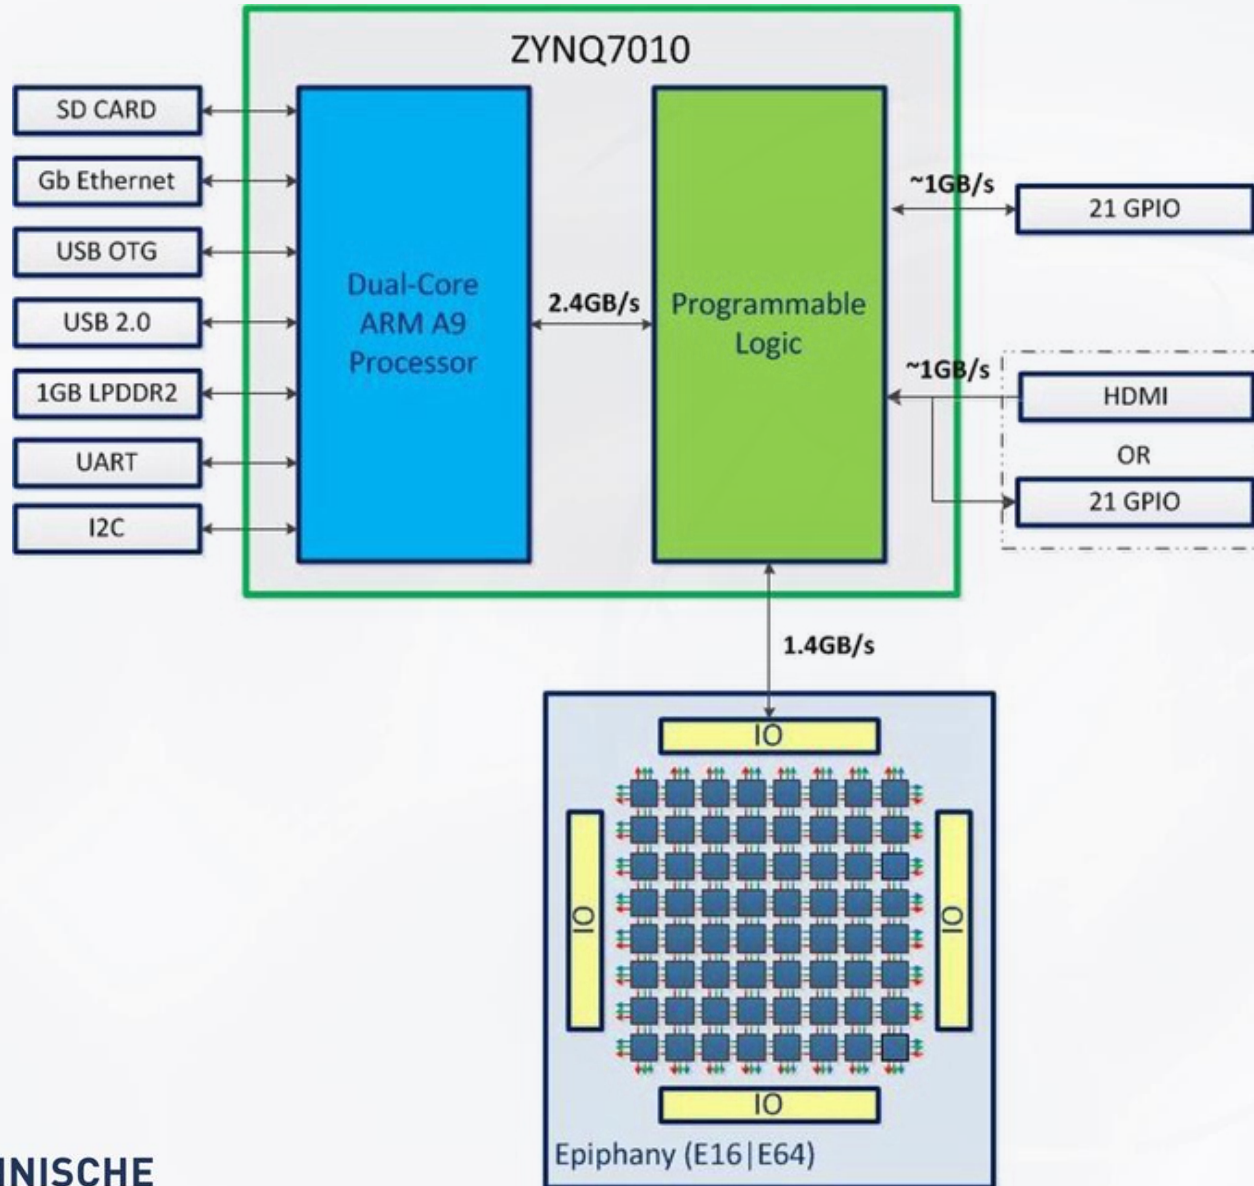 ZYNQ7010
SD CARD
Gb Ethernet
USB OTG
USB 2.0
1GB LPDDR2
UART
I2C
Dual-Core
ARM A9
Processor
2.4GB/s
Programmable
Logic
~1GB/s
21 GPIO
~1GB/s
HDMI
OR
21 GPIO
1.4GB/s
IO
IO
IO
IO
Epiphany (E16|E64)
INISCHE